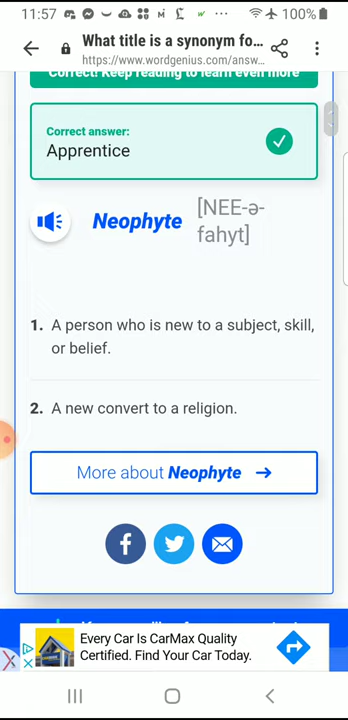 11:57
100%
What title is a synonym fo...
https://www.wordgenius.com/answ...
Correct! Keep reading to learn even more
Correct answer:
Apprentice
Neophyte [NEE-ə-
fahyt]
1. A person who is new to a subject, skill,
or belief.
2. A new convert to a religion.
More about Neophyte →
Every Car Is CarMax Quality
Certified. Find Your Car Today.